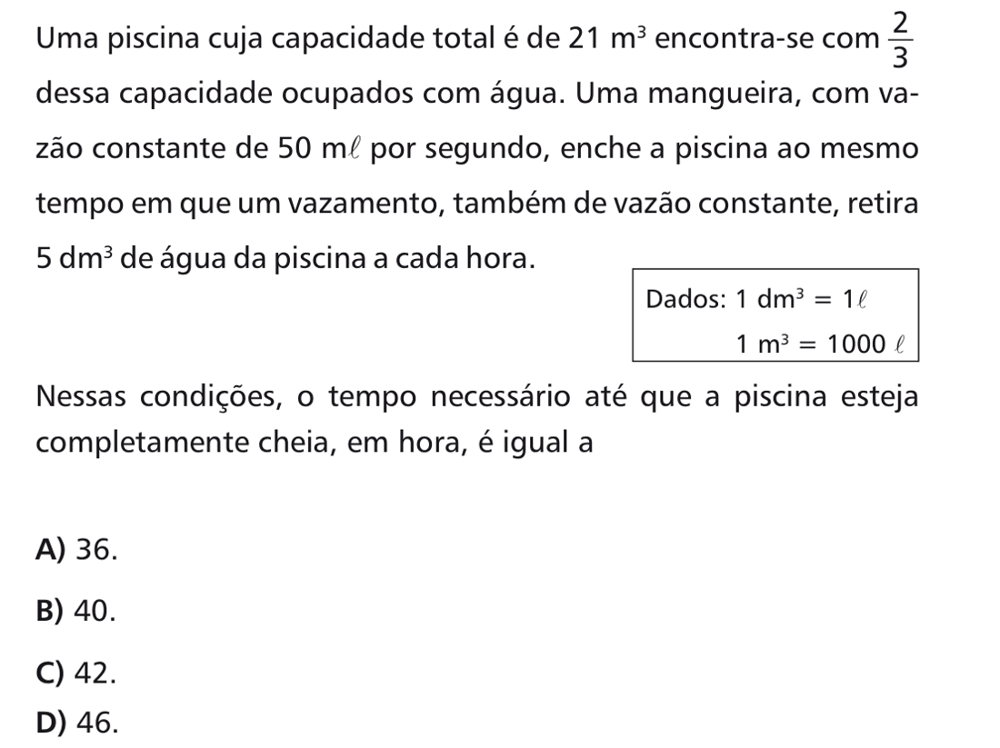 Uma piscina cuja capacidade total é de 21 m³ encontra-se com 2/3
dessa capacidade ocupados com água. Uma mangueira, com va-
zão constante de 50 mℓ por segundo, enche a piscina ao mesmo
tempo em que um vazamento, também de vazão constante, retira
5 dm³ de água da piscina a cada hora.
Dados: 1 dm³ = 1ℓ
1 m³ = 1000 ℓ
Nessas condições, o tempo necessário até que a piscina esteja
completamente cheia, em hora, é igual a
A) 36.
B) 40.
C) 42.
D) 46.